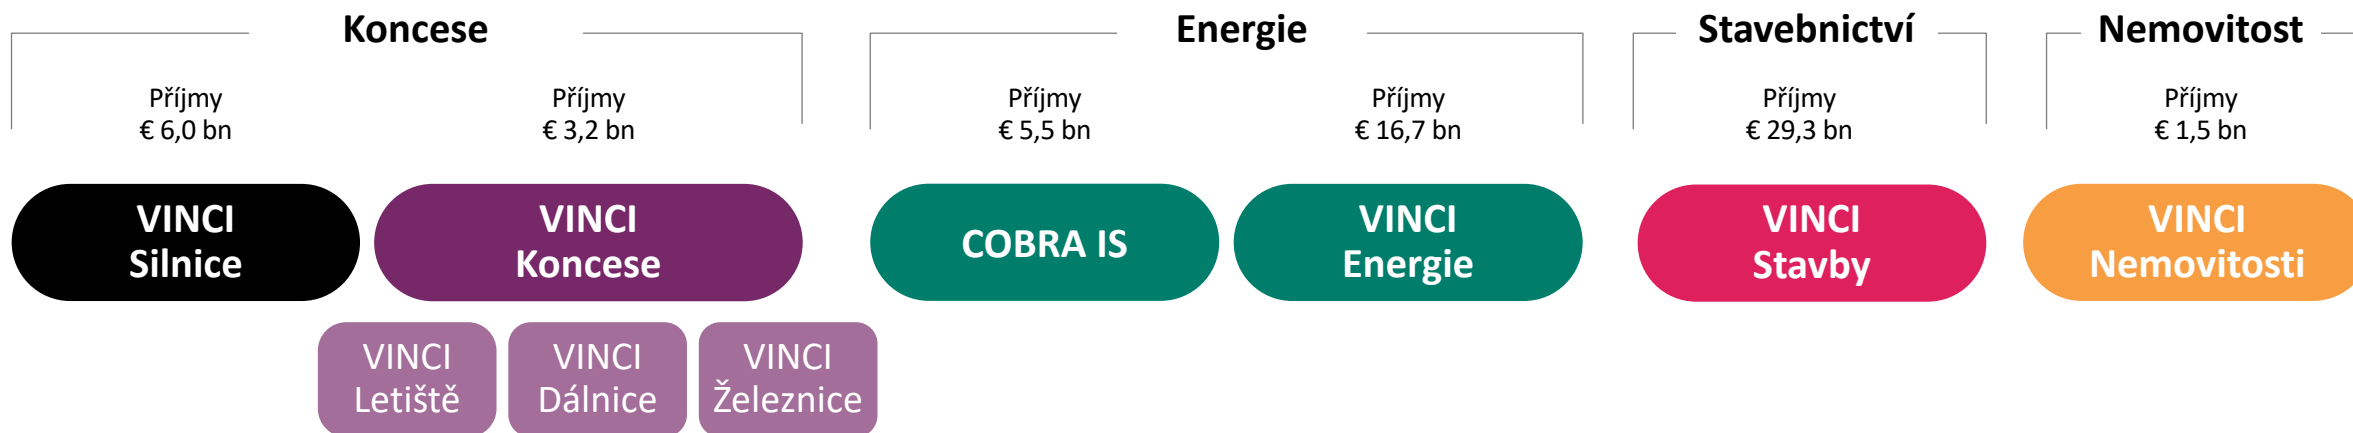 Koncese
Energie
Stavebnictví
Nemovitost
Příjmy
€ 6,0 bn
Příjmy
€ 3,2 bn
Příjmy
€ 5,5 bn
Příjmy
€ 16,7 bn
Příjmy
€ 29,3 bn
Příjmy
€ 1,5 bn
VINCI
Silnice
VINCI
Koncese
COBRA IS
VINCI
Energie
VINCI
Stavby
VINCI
Nemovitosti
VINCI
Letiště
VINCI
Dálnice
VINCI
Železnice